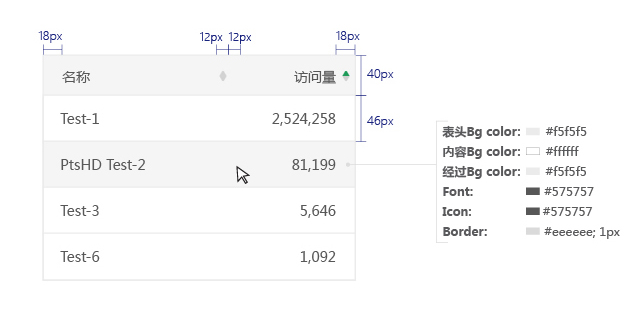 18px 12px 12px 18px
名称 访问量 40px
Test-1 2,524,258 46px
PtsHD Test-2 81,199
Test-3 5,646
Test-6 1,092
表头Bg color: #f5f5f5
内容Bg color: #ffffff
经过Bg color: #f5f5f5
Font: #575757
Icon: #575757
Border: #eeeeee; 1px